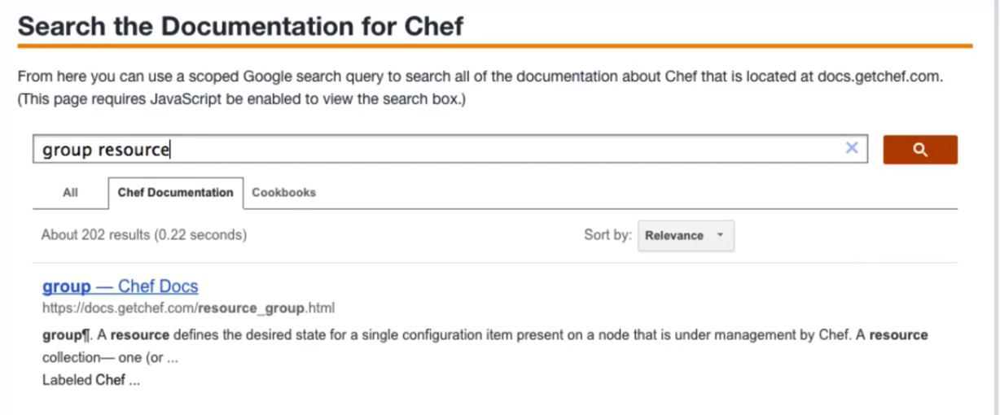 Search the Documentation for Chef
From here you can use a scoped Google search query to search all of the documentation about Chef that is located at docs.getchef.com.
(This page requires JavaScript be enabled to view the search box.)
group resource
All Chef Documentation Cookbooks
About 202 results (0.22 seconds) Sort by: Relevance
group — Chef Docs
https://docs.getchef.com/resource_group.html
group¶. A resource defines the desired state for a single configuration item present on a node that is under management by Chef. A resource
collection— one (or ...
Labeled Chef ...